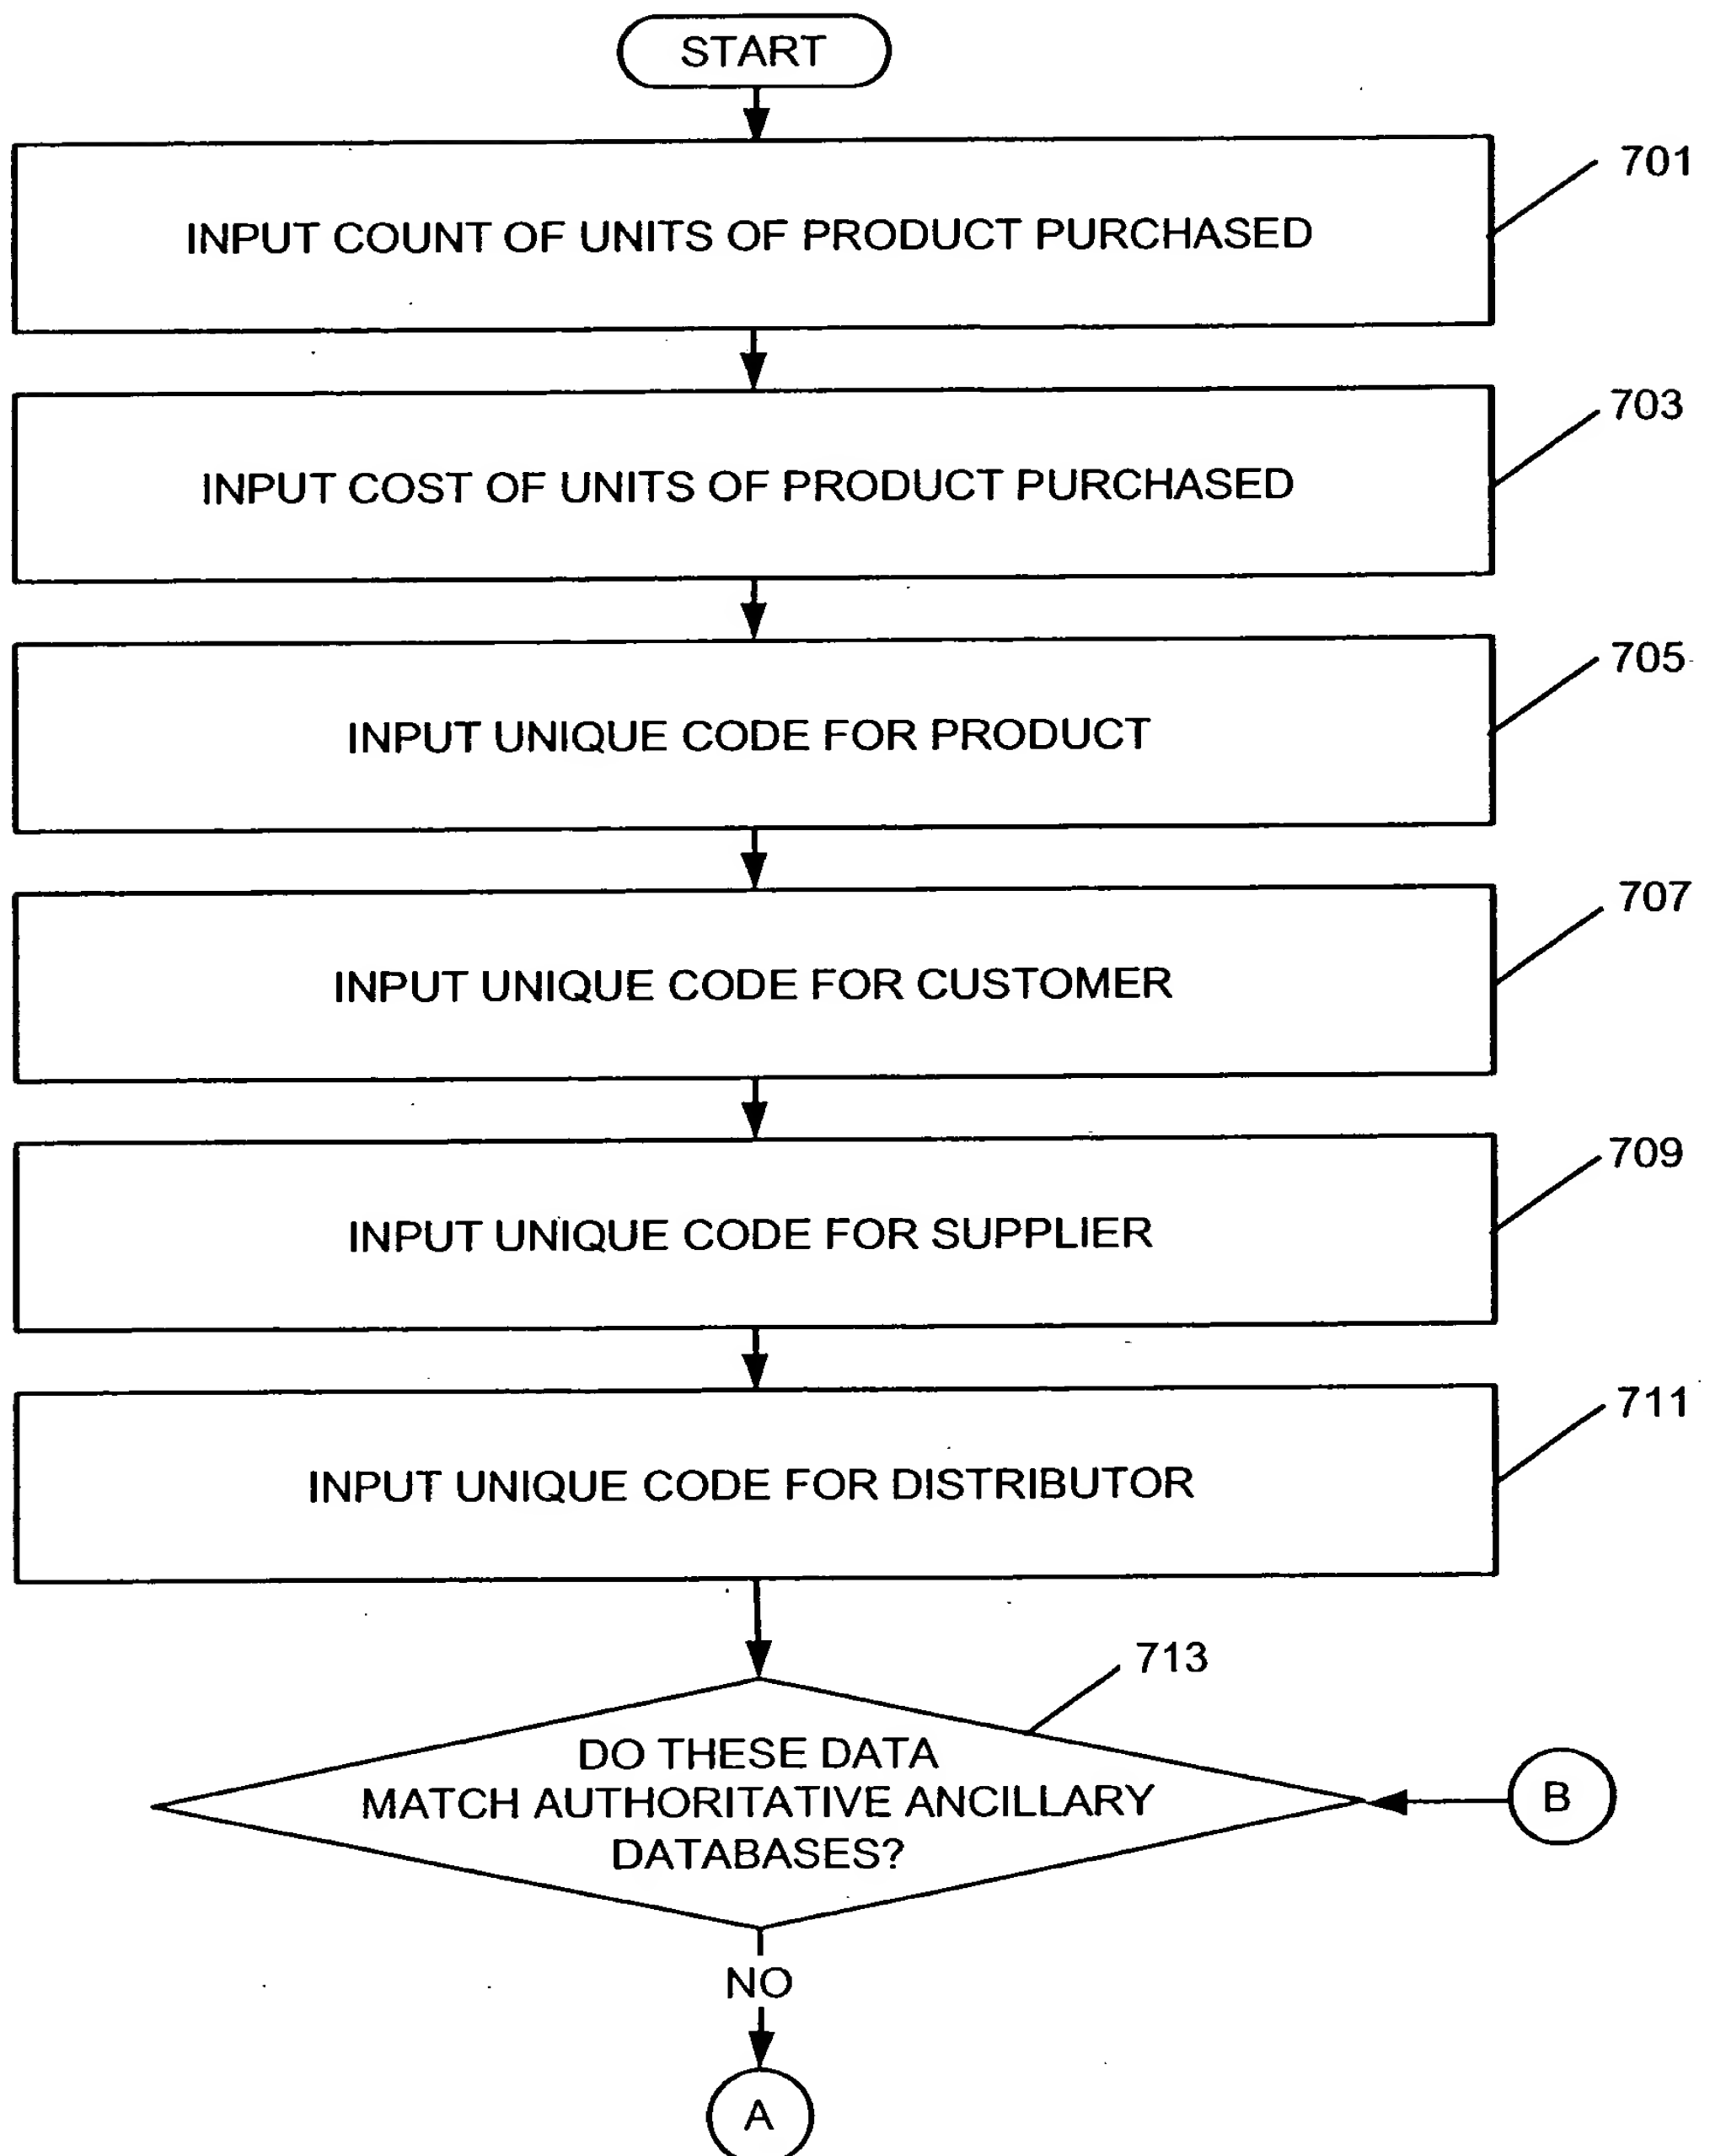 START
701
INPUT COUNT OF UNITS OF PRODUCT PURCHASED
703
INPUT COST OF UNITS OF PRODUCT PURCHASED
705
INPUT UNIQUE CODE FOR PRODUCT
707
INPUT UNIQUE CODE FOR CUSTOMER
709
INPUT UNIQUE CODE FOR SUPPLIER
711
INPUT UNIQUE CODE FOR DISTRIBUTOR
713
DO THESE DATA
MATCH AUTHORITATIVE ANCILLARY
DATABASES?
B
NO
A